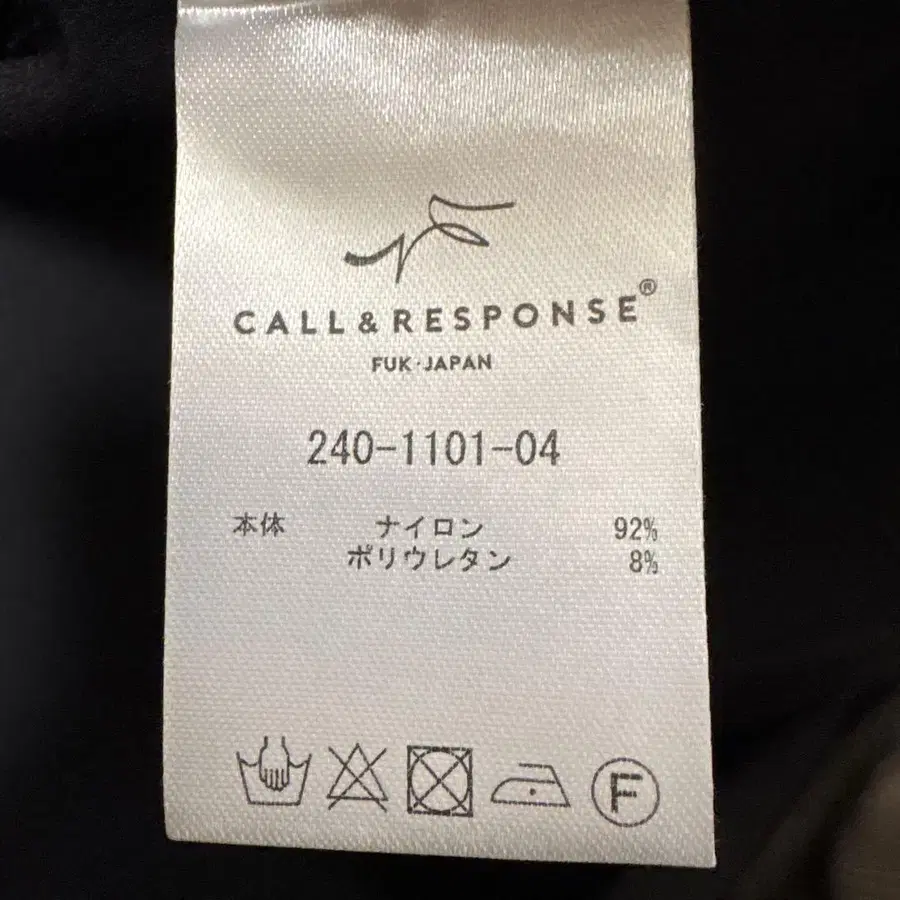 CALL & RESPONSE®
FUK·JAPAN
240-1101-04
本体 ナイロン 92%
ポリウレタン 8%
F